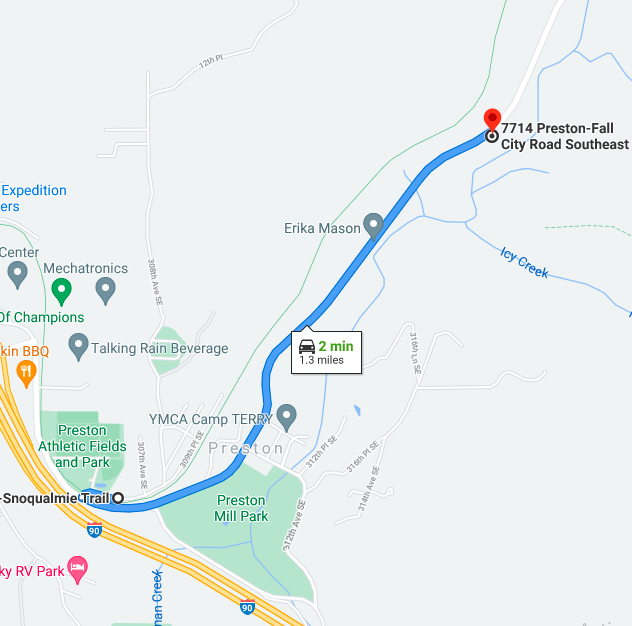 12th Pl
7714 Preston-Fall
City Road Southeast
Expedition
ers
Erika Mason
Center
Mechatronics
308th Ave SE
Icy Creek
Of Champions
2 min
1.3 miles
kin BBQ
Talking Rain Beverage
316th Ln SE
YMCA Camp TERRY
Preston
Athletic Fields
and Park
307th Ave SE
309th Pl SE
Preston
312th Pl SE
316th Pl SE
314th Ave SE
-Snoqualmie Trail
Preston
Mill Park
312th Ave SE
90
ky RV Park
nan Creek
90